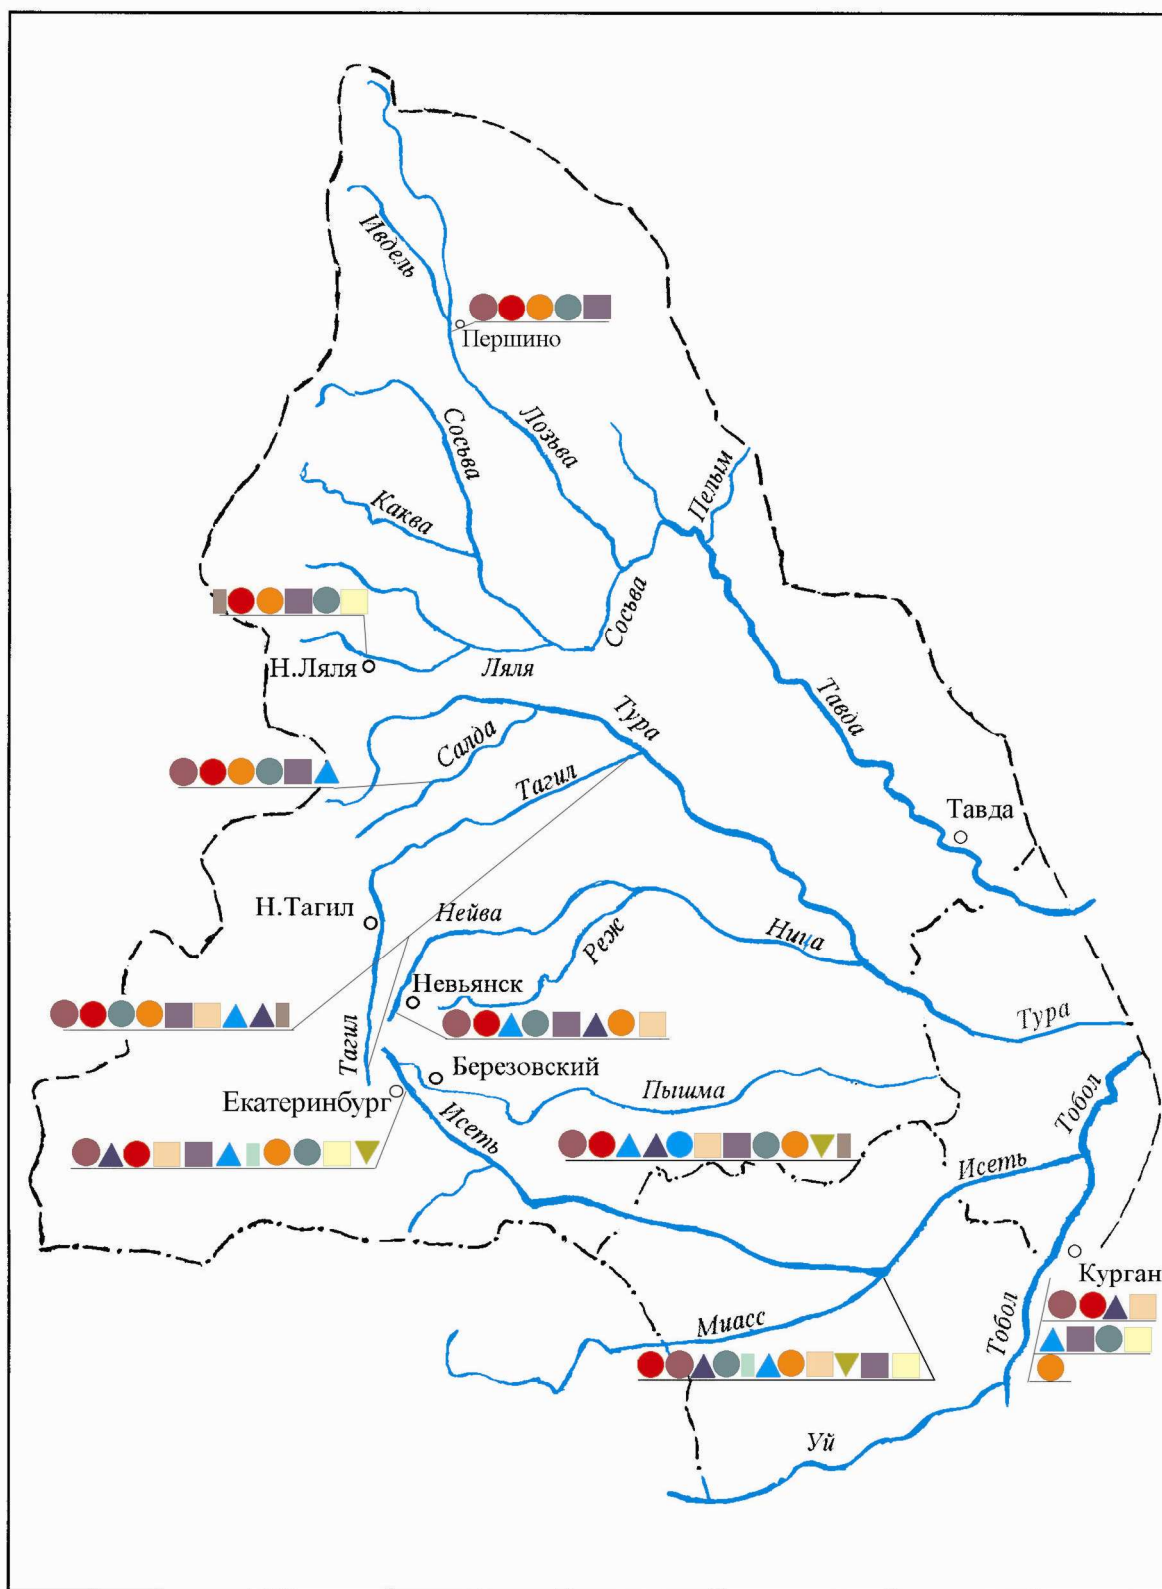 Ивдель
Першино
Сосьва
Лозьва
Пелым
Каква
Сосьва
Н.Ляля
Ляля
Тура
Салда
Тагил
Тавда
Тавда
Н.Тагил
Нейва
Реж
Ница
Невьянск
Тура
Тагил
Березовский
Екатеринбург
Пышма
Тобол
Исеть
Исеть
Курган
Тобол
Миасс
Уй